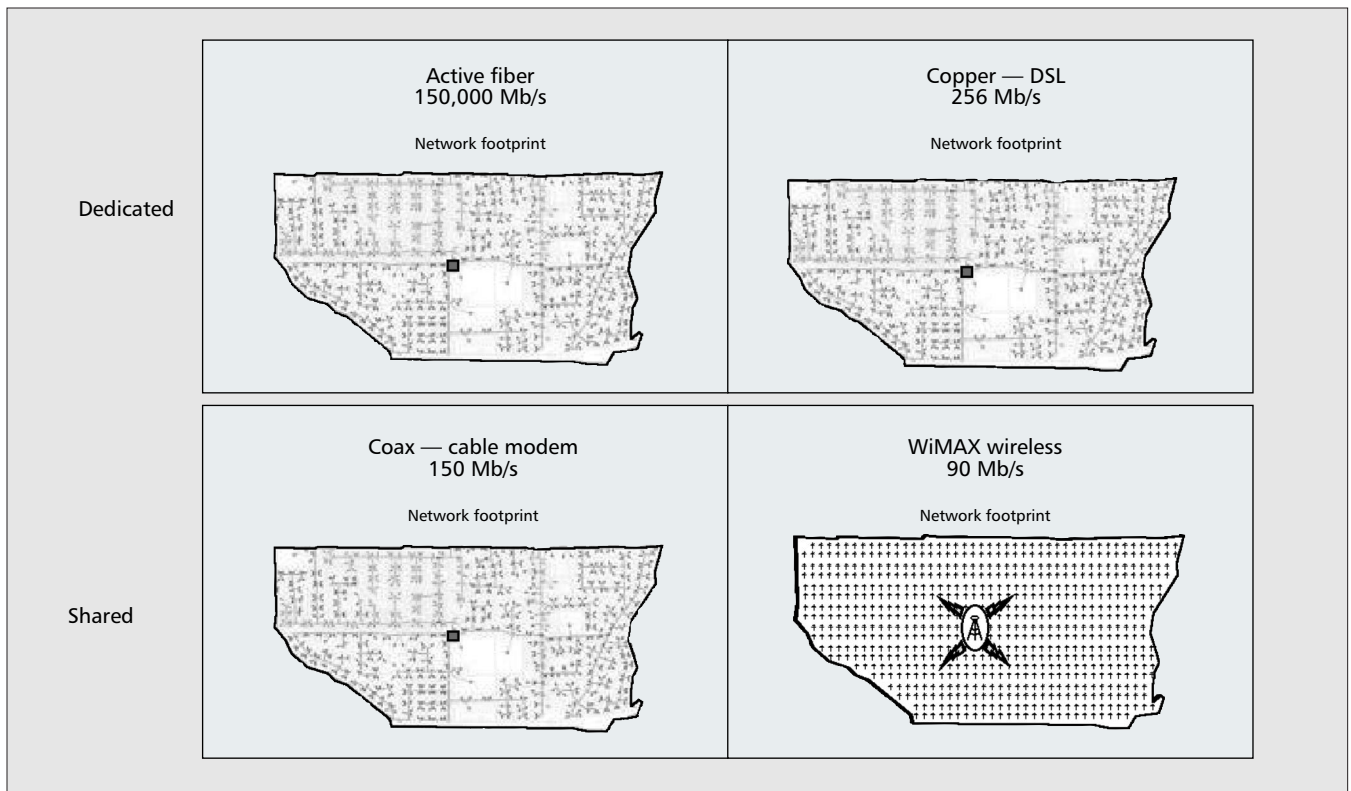 Active fiber
150,000 Mb/s
Network footprint
Copper — DSL
256 Mb/s
Network footprint
Dedicated
Coax — cable modem
150 Mb/s
Network footprint
WiMAX wireless
90 Mb/s
Network footprint
Shared